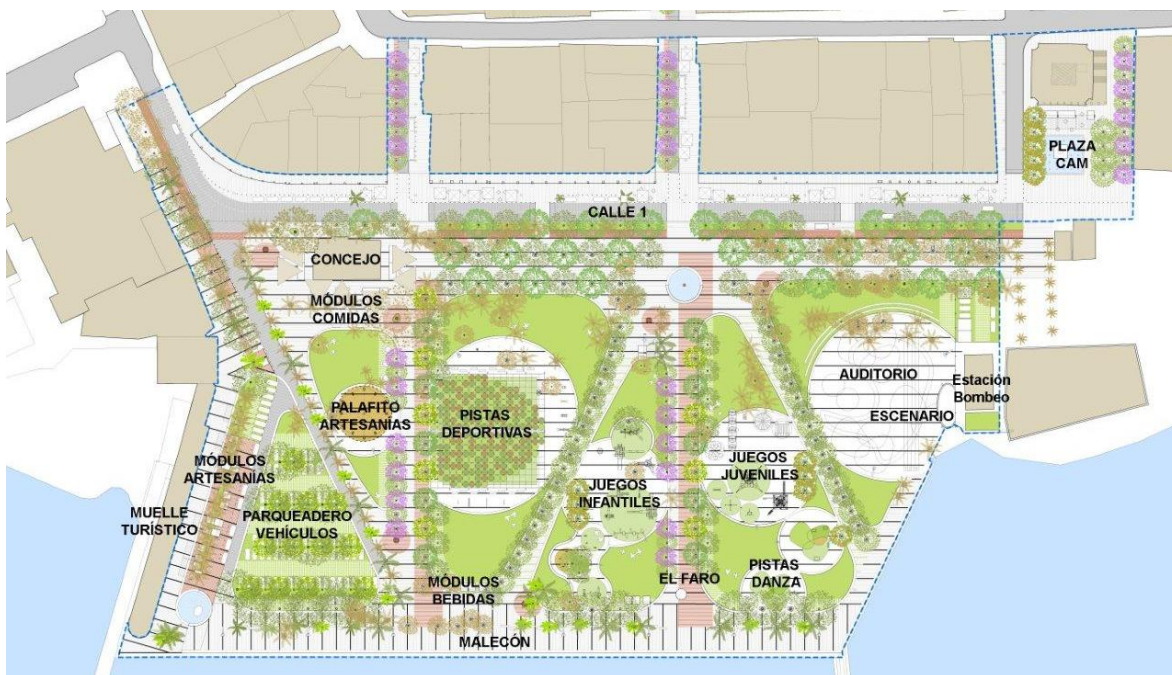 PLAZA
CAM
CALLE 1
CONCEJO
MÓDULOS
COMIDAS
AUDITORIO
Estación
Bombeo
ESCENARIO
PALAFITO
ARTESANÍAS
PISTAS
DEPORTIVAS
JUEGOS
JUVENILES
MÓDULOS
ARTESANÍAS
JUEGOS
INFANTILES
MUELLE
TURÍSTICO
PARQUEADERO
VEHÍCULOS
MÓDULOS
BEBIDAS
EL FARO
PISTAS
DANZA
MALECÓN